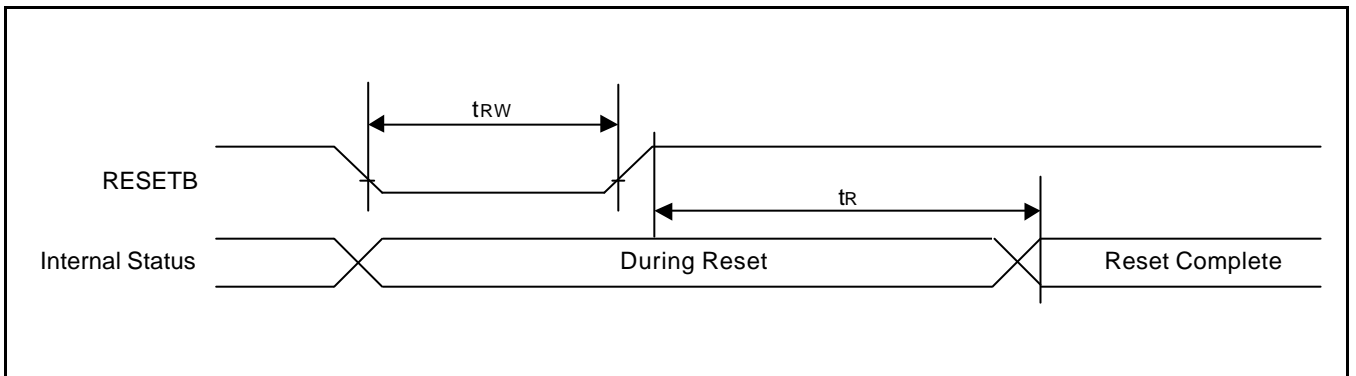 tRW
RESETB
tR
Internal Status
During Reset
Reset Complete